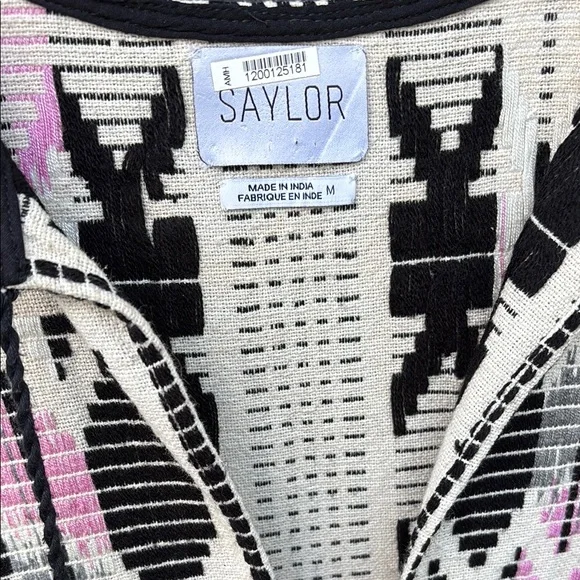 AMH
1200125181
SAYLOR
MADE IN INDIA
FABRIQUE EN INDE M